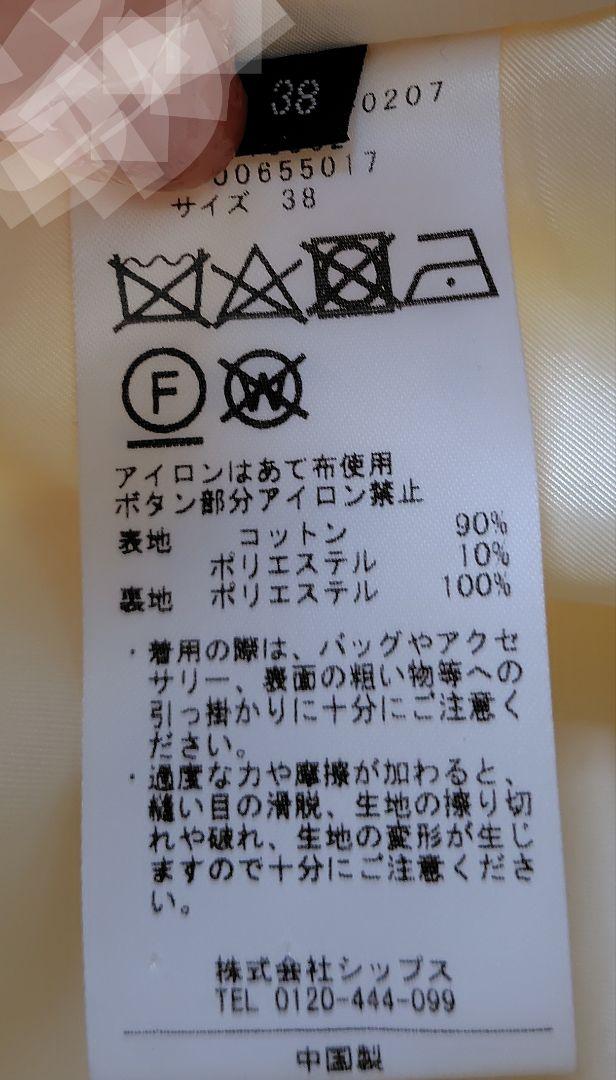 38
0207
00655017
サイズ 38
F
W
アイロンはあて布使用
ボタン部分アイロン禁止
表地 コットン 90%
ポリエステル 10%
裏地 ポリエステル 100%
・着用の際は、バッグやアクセ
サリー、表面の粗い物等への
引っ掛かりに十分にご注意く
ださい。
・過度な力や摩擦が加わると、
縫い目の滑脱、生地の擦り切
れや破れ、生地の変形が生じ
ますので十分にご注意くださ
い。
株式会社シップス
TEL 0120-444-099
中国製